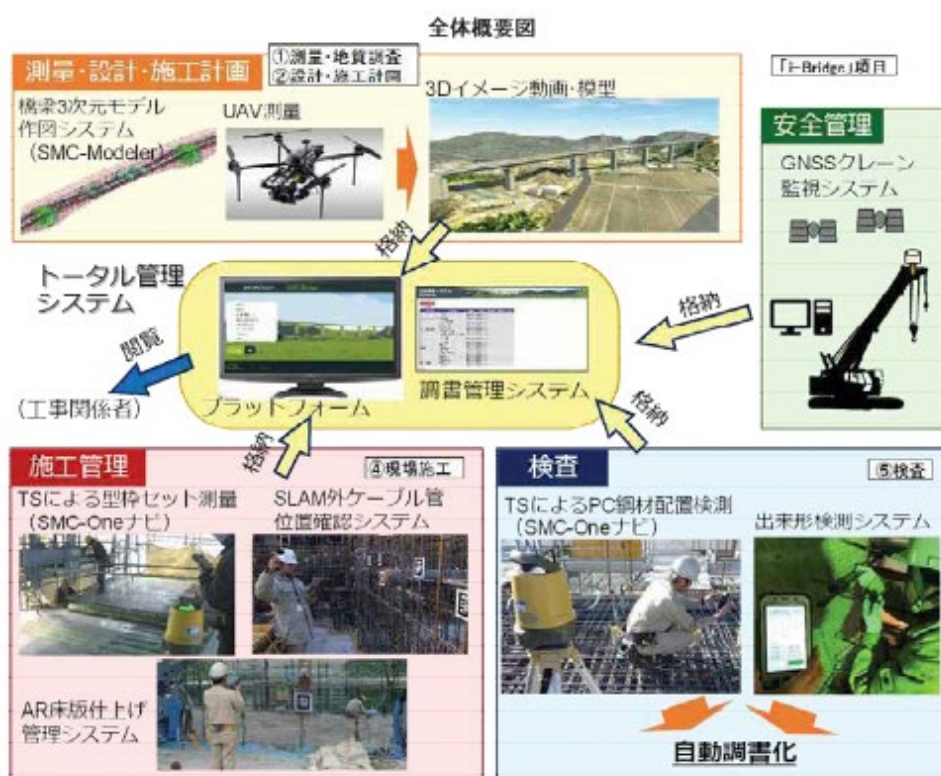 全体概要図
測量・設計・施工計画
①測量・地質調査
②設計・施工計画
「i-Bridge」項目
橋梁3次元モデル
作図システム
(SMC-Modeler)
UAV測量
3Dイメージ動画・模型
安全管理
GNSSクレーン
監視システム
格納
トータル管理
システム
格納
閲覧
(工事関係者)
プラットフォーム
調書管理システム
格納
格納
施工管理
④現場施工
TSによる型枠セット測量
(SMC-Oneナビ)
SLAM外ケーブル管
位置確認システム
AR床版仕上げ
管理システム
検査
⑤検査
TSによるPC鋼材配置検測
(SMC-Oneナビ)
出来形検測システム
自動調書化